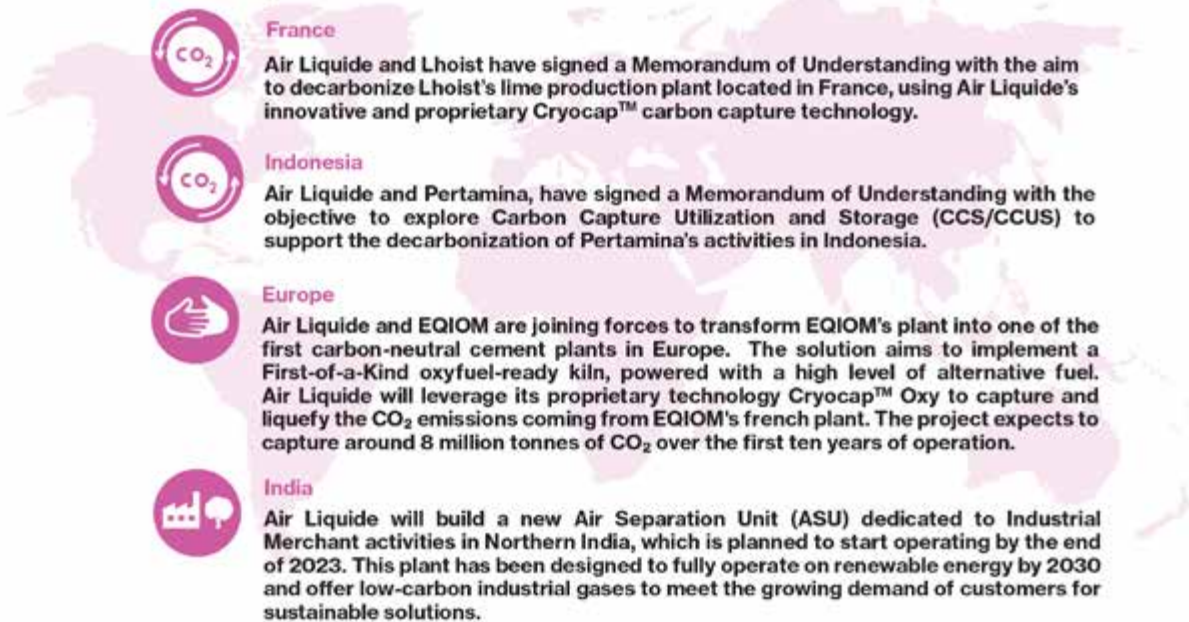 CO₂
France
Air Liquide and Lhoist have signed a Memorandum of Understanding with the aim
to decarbonize Lhoist's lime production plant located in France, using Air Liquide's
innovative and proprietary Cryocap™ carbon capture technology.
CO₂
Indonesia
Air Liquide and Pertamina, have signed a Memorandum of Understanding with the
objective to explore Carbon Capture Utilization and Storage (CCS/CCUS) to
support the decarbonization of Pertamina's activities in Indonesia.
Europe
Air Liquide and EQIOM are joining forces to transform EQIOM's plant into one of the
first carbon-neutral cement plants in Europe. The solution aims to implement a
First-of-a-Kind oxyfuel-ready kiln, powered with a high level of alternative fuel.
Air Liquide will leverage its proprietary technology Cryocap™ Oxy to capture and
liquefy the CO₂ emissions coming from EQIOM's french plant. The project expects to
capture around 8 million tonnes of CO₂ over the first ten years of operation.
India
Air Liquide will build a new Air Separation Unit (ASU) dedicated to Industrial
Merchant activities in Northern India, which is planned to start operating by the end
of 2023. This plant has been designed to fully operate on renewable energy by 2030
and offer low-carbon industrial gases to meet the growing demand of customers for
sustainable solutions.